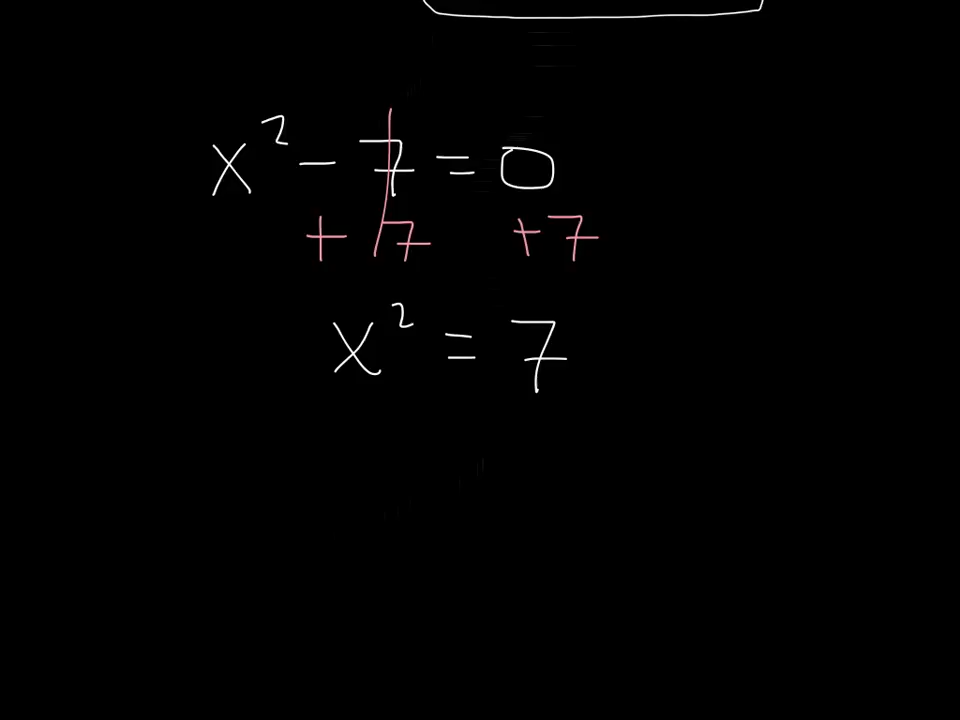 x² - 7 = 0
+ 7 +7
x² = 7